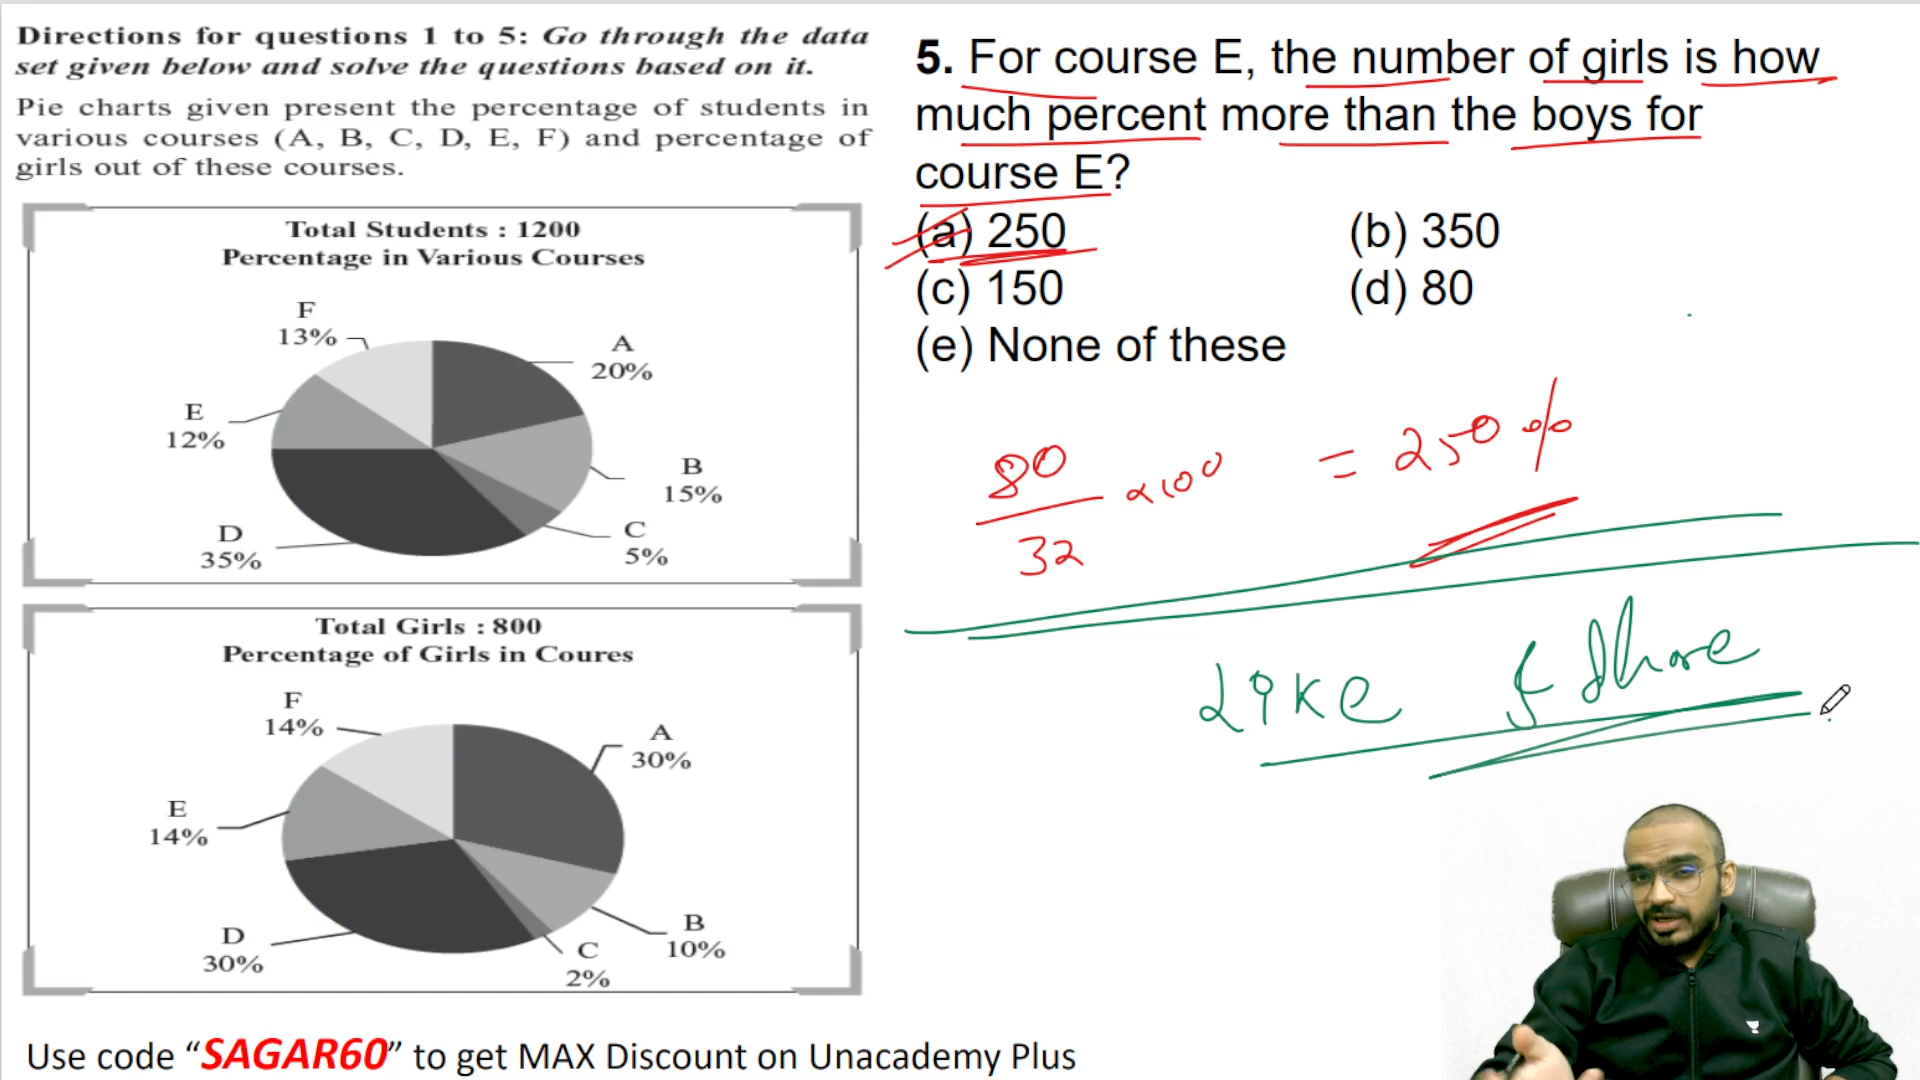 Directions for questions 1 to 5: Go through the data
set given below and solve the questions based on it.
Pie charts given present the percentage of students in
various courses (A, B, C, D, E, F) and percentage of
girls out of these courses.
Total Students : 1200
Percentage in Various Courses
F
13%
A
20%
E
12%
B
15%
D
35%
C
5%
Total Girls : 800
Percentage of Girls in Coures
F
14%
A
30%
E
14%
B
10%
D
30%
C
2%
Use code “SAGAR60” to get MAX Discount on Unacademy Plus
5. For course E, the number of girls is how
much percent more than the boys for
course E?
(a) 250 (b) 350
(c) 150 (d) 80
(e) None of these
80
32
×100 = 250%
Like & Share